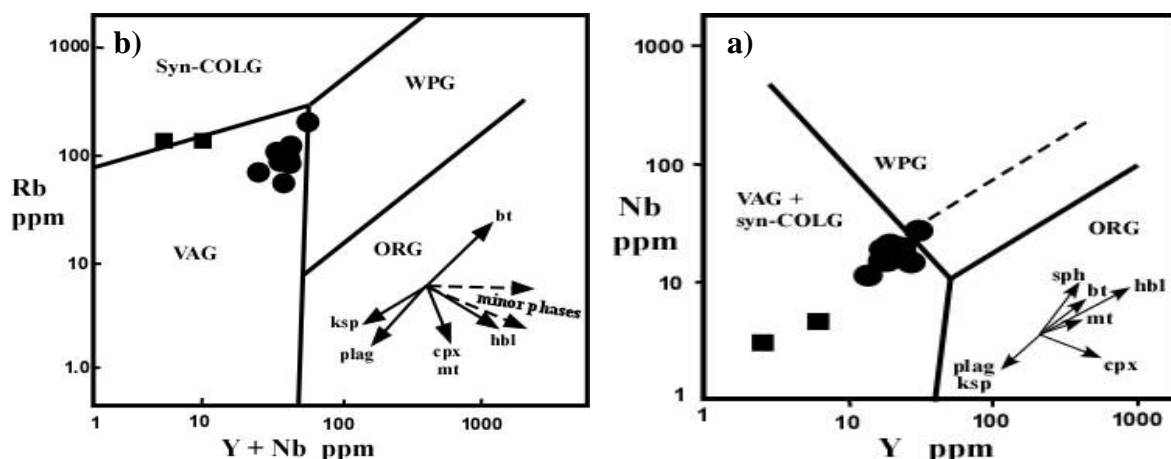 b)
1000
Syn-COLG
WPG
100
Rb
ppm
VAG
ORG
bt
10
minor phases
ksp
plag
cpx
mt
hbl
1.0
1
10
100
1000
Y + Nb ppm
a)
1000
WPG
100
Nb
ppm
VAG +
syn-COLG
ORG
10
sph
bt
hbl
mt
plag
ksp
cpx
1
1
10
100
1000
Y ppm